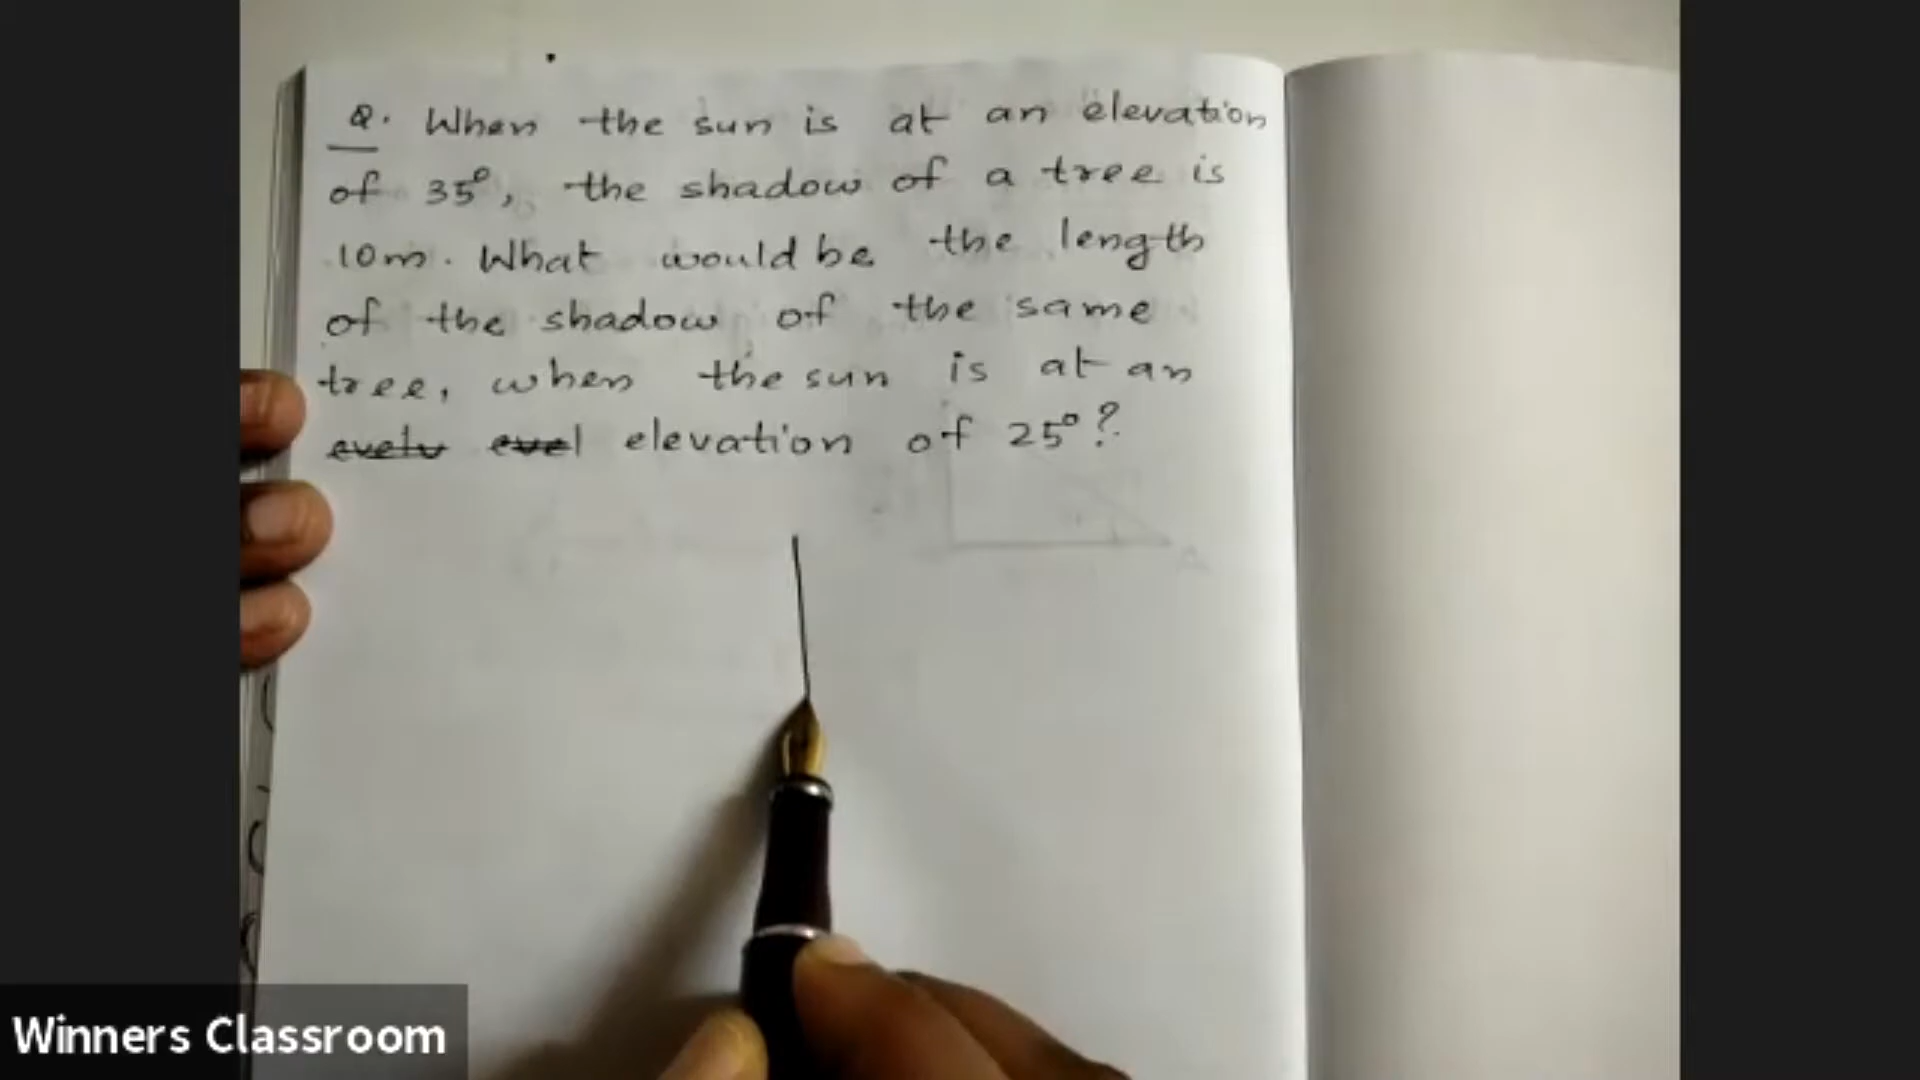 Q. When the sun is at an elevation
of 35°, the shadow of a tree is
10m. What would be the length
of the shadow of the same
tree, when the sun is at an
evelv evel elevation of 25°?
Winners Classroom